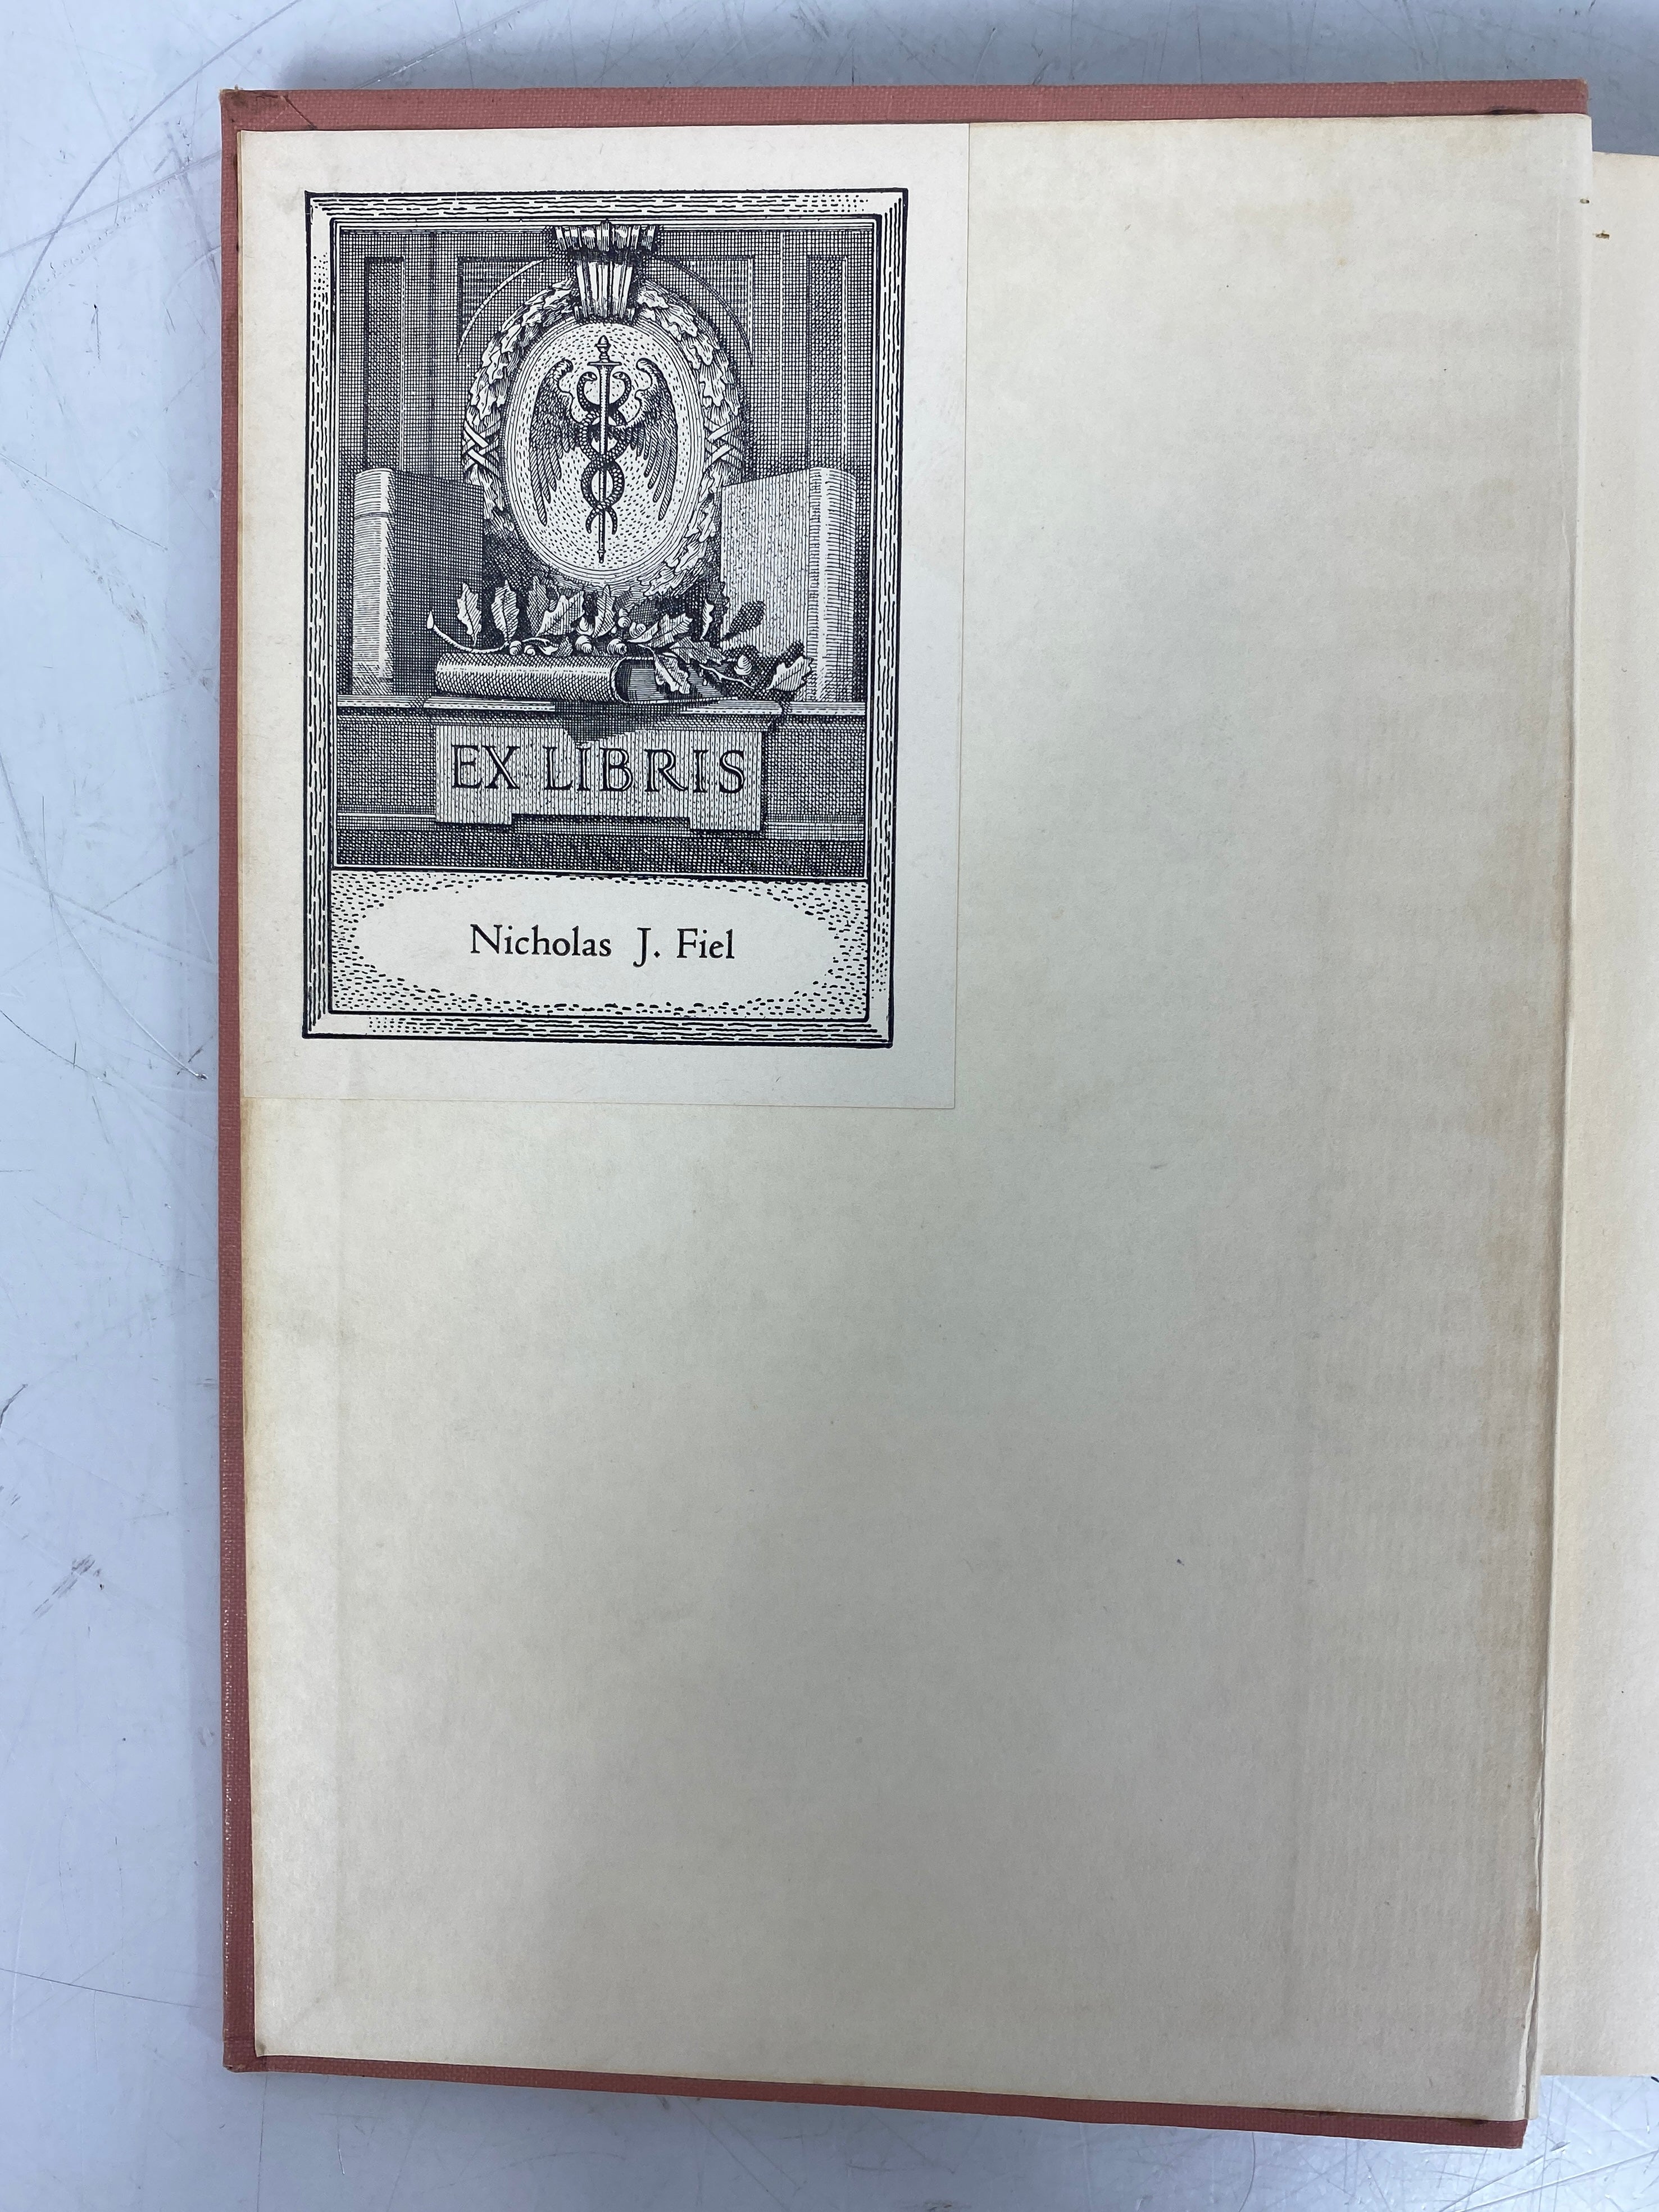 EX LIBRIS
Nicholas J. Fiel